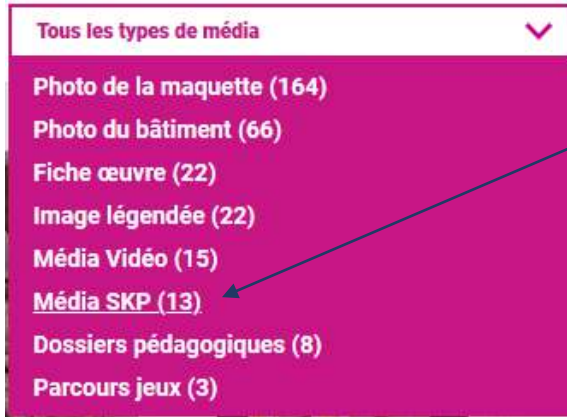 Tous les types de média
Photo de la maquette (164)
Photo du bâtiment (66)
Fiche œuvre (22)
Image légendée (22)
Média Vidéo (15)
Média SKP (13)
Dossiers pédagogiques (8)
Parcours jeux (3)